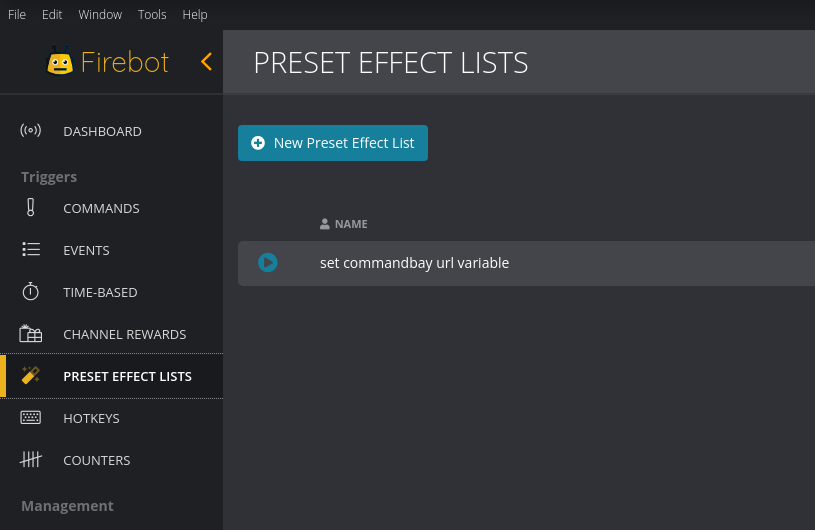 File Edit Window Tools Help
Firebot
PRESET EFFECT LISTS
DASHBOARD
Triggers
COMMANDS
EVENTS
TIME-BASED
CHANNEL REWARDS
PRESET EFFECT LISTS
HOTKEYS
COUNTERS
Management
New Preset Effect List
NAME
set commandbay url variable